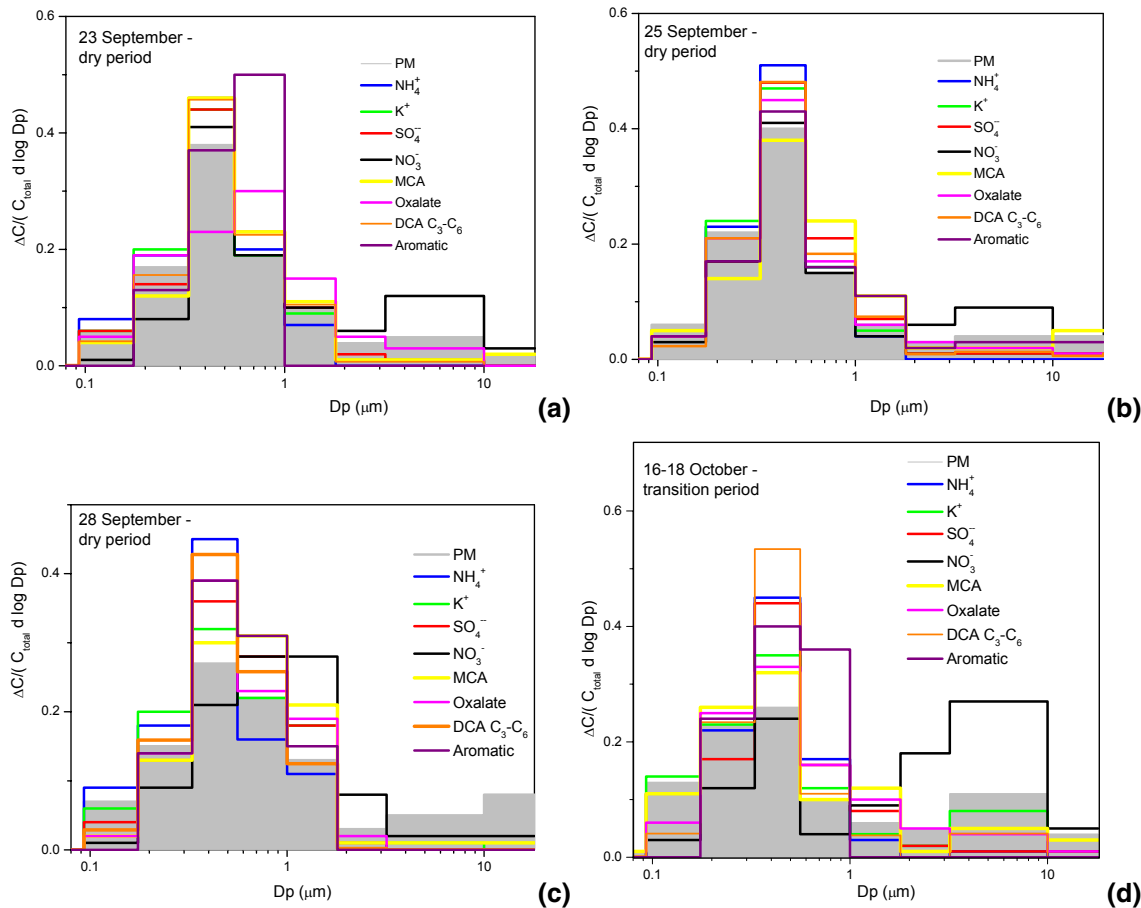 23 September -
dry period
PM
NH₄⁺
K⁺
SO₄⁻⁻
NO₃⁻
MCA
Oxalate
DCA C₃-C₆
Aromatic
0.6
0.4
0.2
0.0
ΔC/( C_total d log Dp)
0.1
1
10
Dp (μm)
(a)
25 September -
dry period
PM
NH₄⁺
K⁺
SO₄⁻⁻
NO₃⁻
MCA
Oxalate
DCA C₃-C₆
Aromatic
0.6
0.4
0.2
0.0
ΔC/( C_total d log Dp)
0.1
1
10
Dp (μm)
(b)
28 September -
dry period
PM
NH₄⁺
K⁺
SO₄⁻⁻
NO₃⁻
MCA
Oxalate
DCA C₃-C₆
Aromatic
0.4
0.2
0.0
ΔC/( C_total d log Dp)
0.1
1
10
Dp (μm)
(c)
16-18 October -
transition period
PM
NH₄⁺
K⁺
SO₄⁻⁻
NO₃⁻
MCA
Oxalate
DCA C₃-C₆
Aromatic
0.6
0.4
0.2
0.0
ΔC/( C_total d log Dp)
0.1
1
10
Dp (μm)
(d)